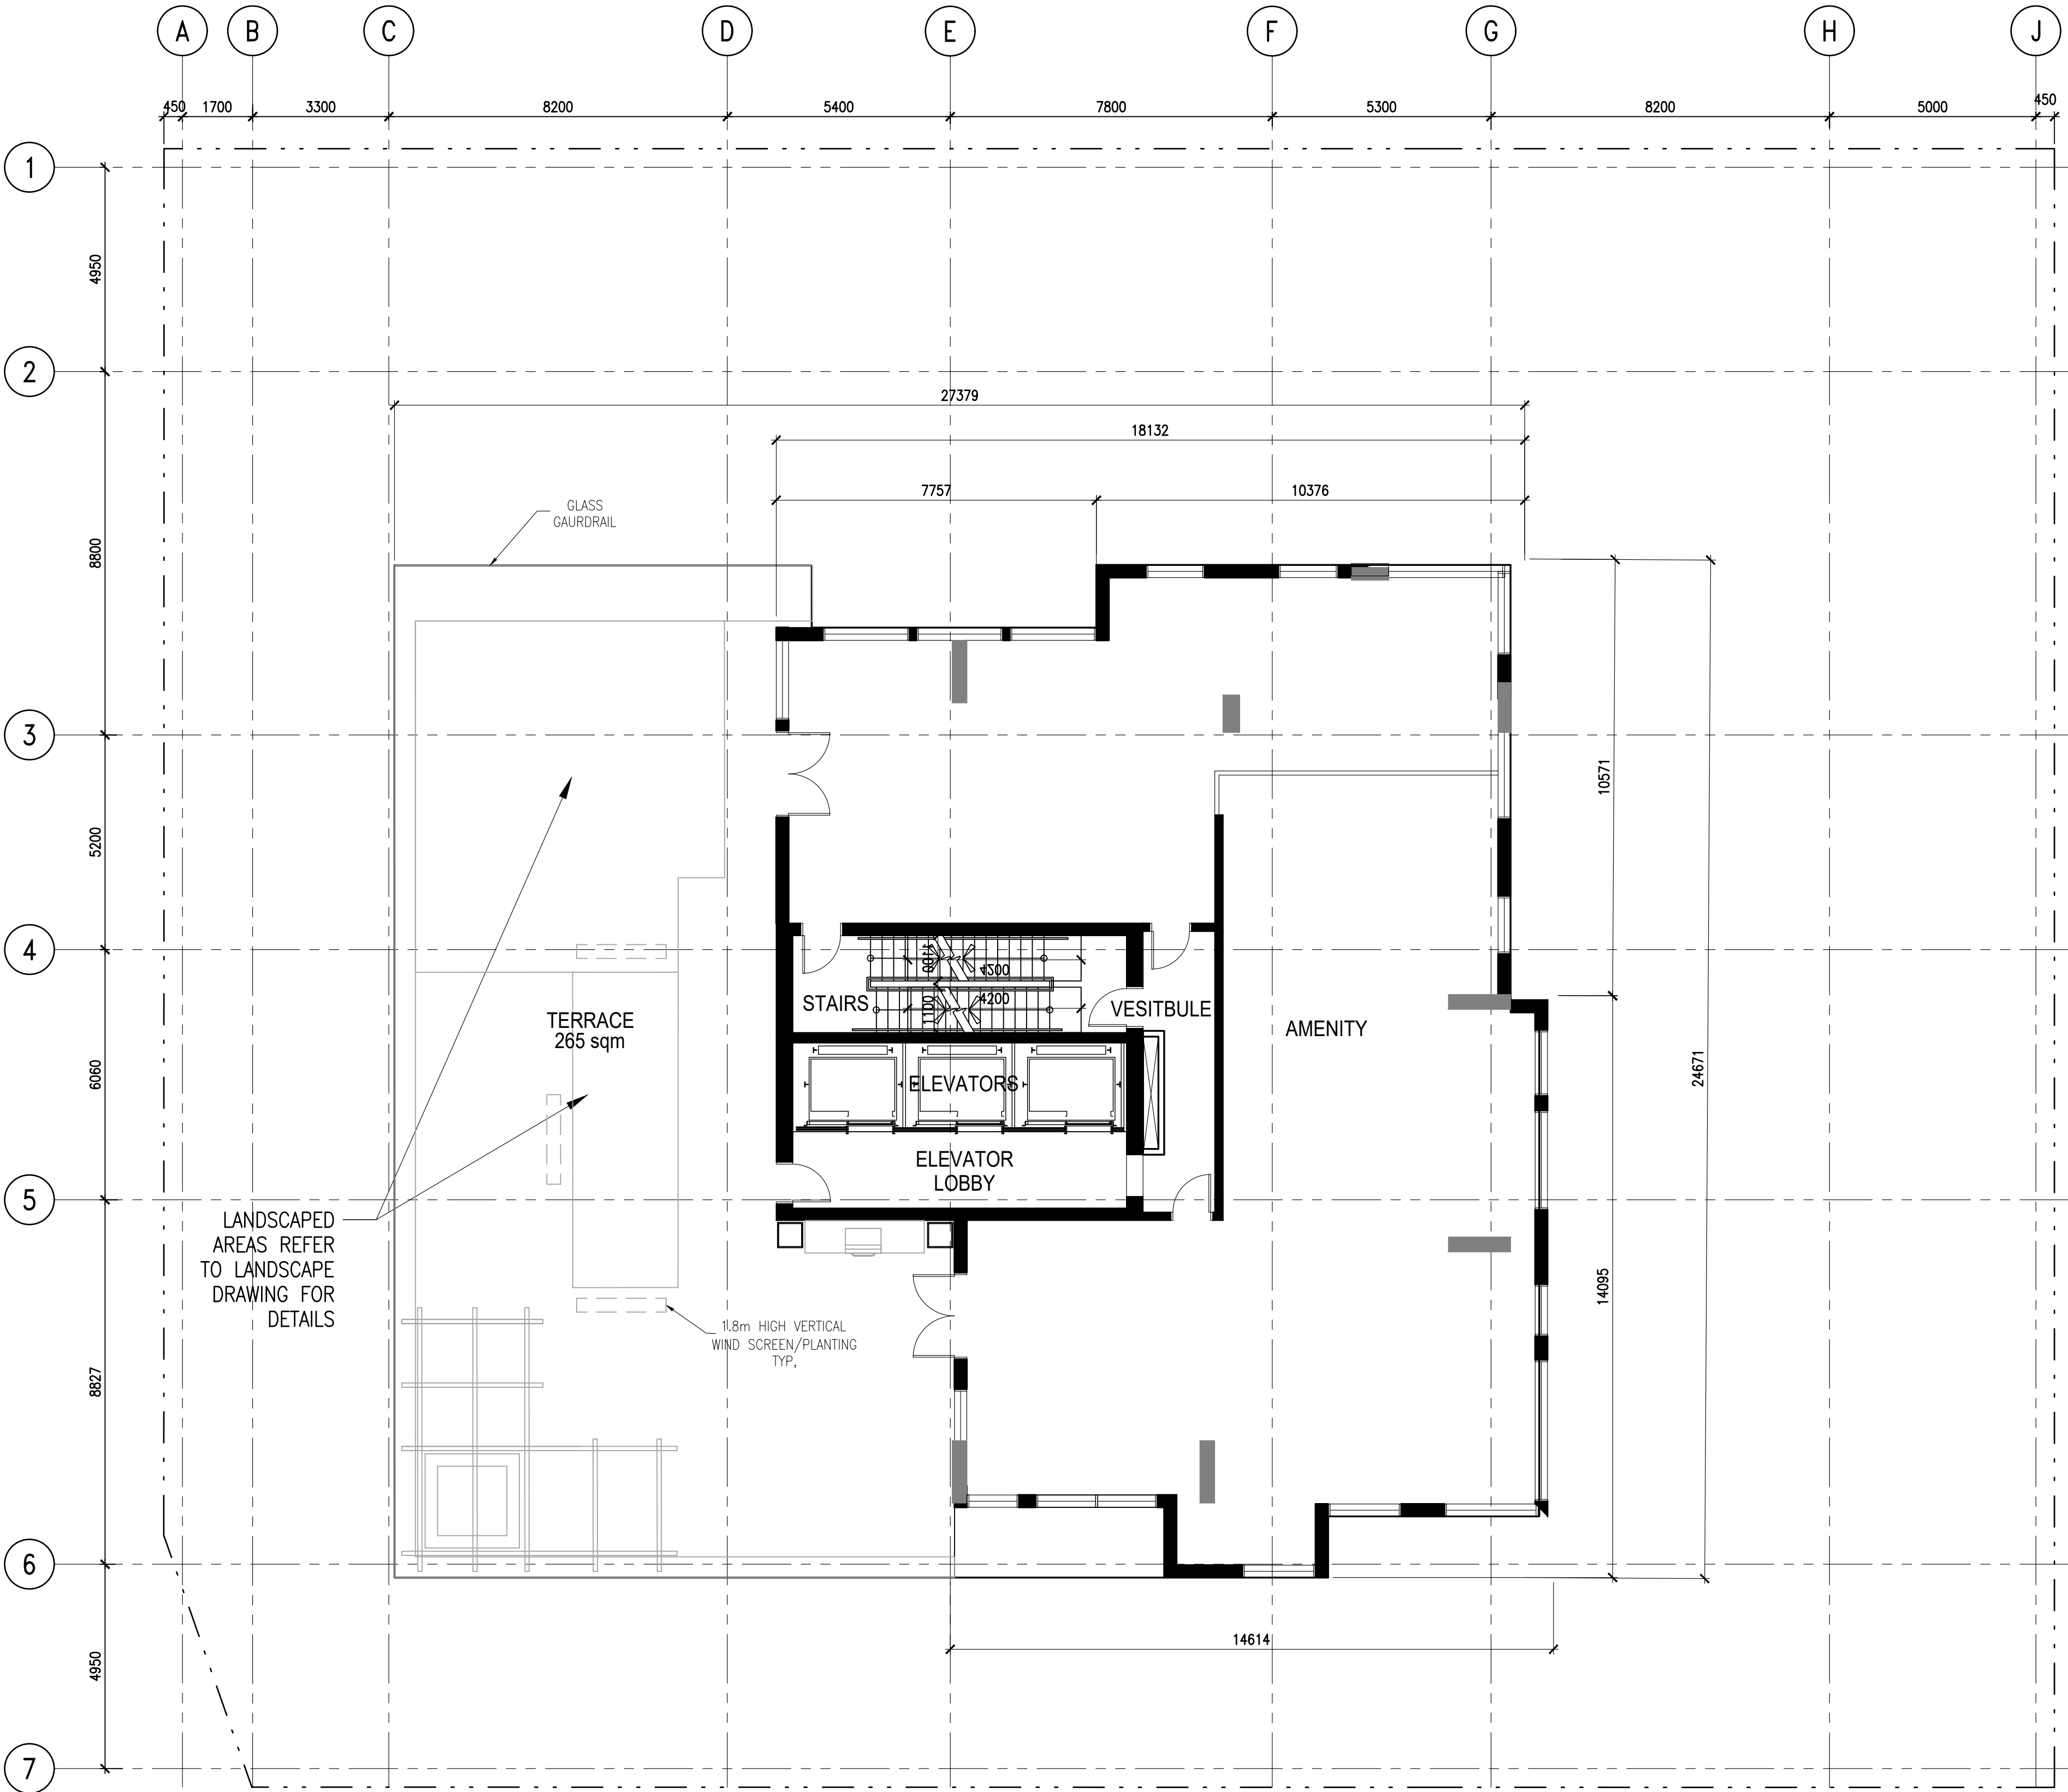 A B C D E F G H J
450 1700 3300 8200 5400 7800 5300 8200 5000 450
1
4950
2
27379
18132
7757 10376
GLASS
GAURDRAIL
8800
3
10571
5200
4
1100 4200
STAIRS
1100 4200
VESITBULE
TERRACE
265 sqm
AMENITY
6060
24671
ELEVATORS
ELEVATOR
LOBBY
5
LANDSCAPED
AREAS REFER
TO LANDSCAPE
DRAWING FOR
DETAILS
14095
1.8m HIGH VERTICAL
WIND SCREEN/PLANTING
TYP,
8827
6
14614
4950
7